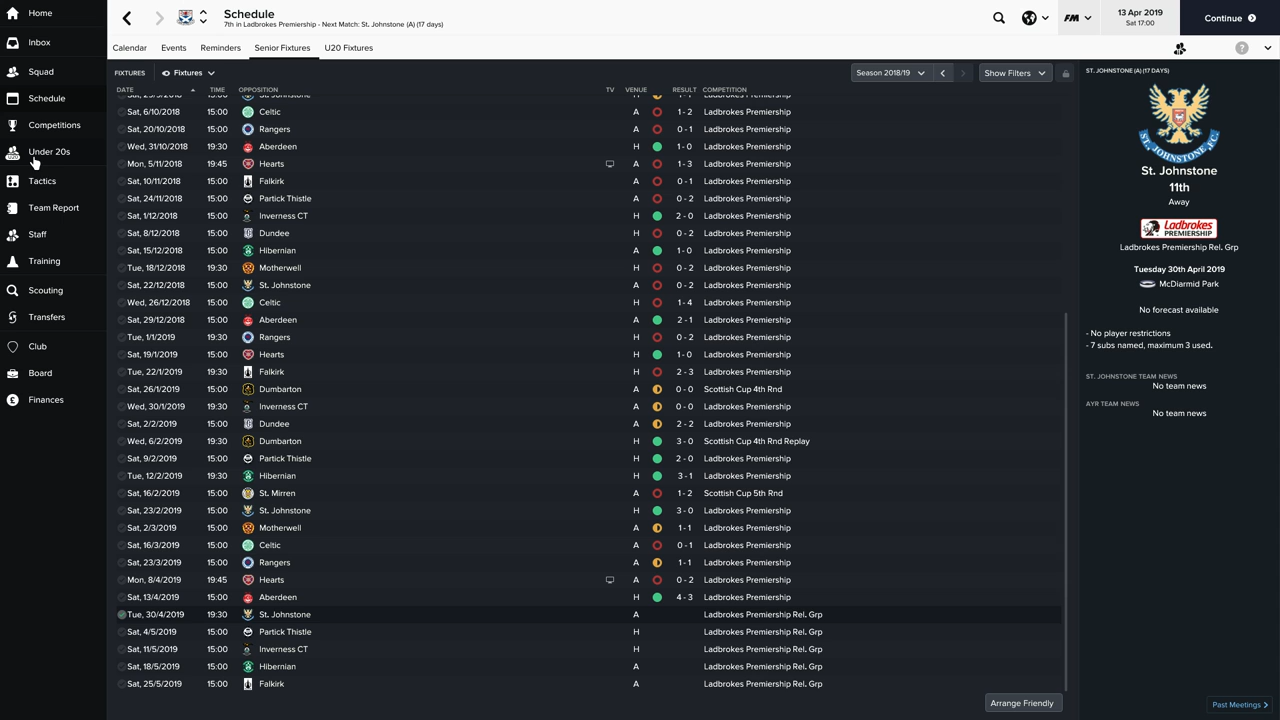 Home
Inbox
Squad
Schedule
Competitions
Under 20s
Tactics
Team Report
Staff
Training
Scouting
Transfers
Club
Board
Finances
Schedule
7th in Ladbrokes Premiership - Next Match: St. Johnstone (A) (17 days)
FM
13 Apr 2019
Sat 17:00
Continue
Calendar Events Reminders Senior Fixtures U20 Fixtures
FIXTURES Fixtures Season 2018/19 Show Filters
DATE TIME OPPOSITION TV VENUE RESULT COMPETITION
Sat, 6/10/2018 15:00 Celtic A 1 - 2 Ladbrokes Premiership
Sat, 20/10/2018 15:00 Rangers A 0 - 1 Ladbrokes Premiership
Wed, 31/10/2018 19:30 Aberdeen H 1 - 0 Ladbrokes Premiership
Mon, 5/11/2018 19:45 Hearts A 1 - 3 Ladbrokes Premiership
Sat, 10/11/2018 15:00 Falkirk A 0 - 1 Ladbrokes Premiership
Sat, 24/11/2018 15:00 Partick Thistle A 0 - 2 Ladbrokes Premiership
Sat, 1/12/2018 15:00 Inverness CT H 2 - 0 Ladbrokes Premiership
Sat, 8/12/2018 15:00 Dundee H 0 - 2 Ladbrokes Premiership
Sat, 15/12/2018 15:00 Hibernian A 1 - 0 Ladbrokes Premiership
Tue, 18/12/2018 19:30 Motherwell H 0 - 2 Ladbrokes Premiership
Sat, 22/12/2018 15:00 St. Johnstone A 0 - 2 Ladbrokes Premiership
Wed, 26/12/2018 15:00 Celtic H 1 - 4 Ladbrokes Premiership
Sat, 29/12/2018 15:00 Aberdeen A 2 - 1 Ladbrokes Premiership
Tue, 1/1/2019 19:30 Rangers H 0 - 2 Ladbrokes Premiership
Sat, 19/1/2019 15:00 Hearts H 1 - 0 Ladbrokes Premiership
Tue, 22/1/2019 19:30 Falkirk H 2 - 3 Ladbrokes Premiership
Sat, 26/1/2019 15:00 Dumbarton A 0 - 0 Scottish Cup 4th Rnd
Wed, 30/1/2019 19:30 Inverness CT A 0 - 0 Ladbrokes Premiership
Sat, 2/2/2019 15:00 Dundee A 2 - 2 Ladbrokes Premiership
Wed, 6/2/2019 19:30 Dumbarton H 3 - 0 Scottish Cup 4th Rnd Replay
Sat, 9/2/2019 15:00 Partick Thistle H 2 - 0 Ladbrokes Premiership
Tue, 12/2/2019 19:30 Hibernian H 3 - 1 Ladbrokes Premiership
Sat, 16/2/2019 15:00 St. Mirren A 1 - 2 Scottish Cup 5th Rnd
Sat, 23/2/2019 15:00 St. Johnstone H 3 - 0 Ladbrokes Premiership
Sat, 2/3/2019 15:00 Motherwell A 1 - 1 Ladbrokes Premiership
Sat, 16/3/2019 15:00 Celtic A 0 - 1 Ladbrokes Premiership
Sat, 23/3/2019 15:00 Rangers A 1 - 1 Ladbrokes Premiership
Mon, 8/4/2019 19:45 Hearts A 0 - 2 Ladbrokes Premiership
Sat, 13/4/2019 15:00 Aberdeen H 4 - 3 Ladbrokes Premiership
Tue, 30/4/2019 19:30 St. Johnstone A Ladbrokes Premiership Rel. Grp
Sat, 4/5/2019 15:00 Partick Thistle H Ladbrokes Premiership Rel. Grp
Sat, 11/5/2019 15:00 Inverness CT H Ladbrokes Premiership Rel. Grp
Sat, 18/5/2019 15:00 Hibernian A Ladbrokes Premiership Rel. Grp
Sat, 25/5/2019 15:00 Falkirk A Ladbrokes Premiership Rel. Grp
Arrange Friendly
ST. JOHNSTONE (A) (17 DAYS)
ST. JOHNSTONE F.C.
St. Johnstone
11th
Away
Ladbrokes
PREMIERSHIP
Ladbrokes Premiership Rel. Grp
Tuesday 30th April 2019
McDiarmid Park
No forecast available
- No player restrictions
- 7 subs named, maximum 3 used.
ST. JOHNSTONE TEAM NEWS
No team news
AYR TEAM NEWS
No team news
Past Meetings